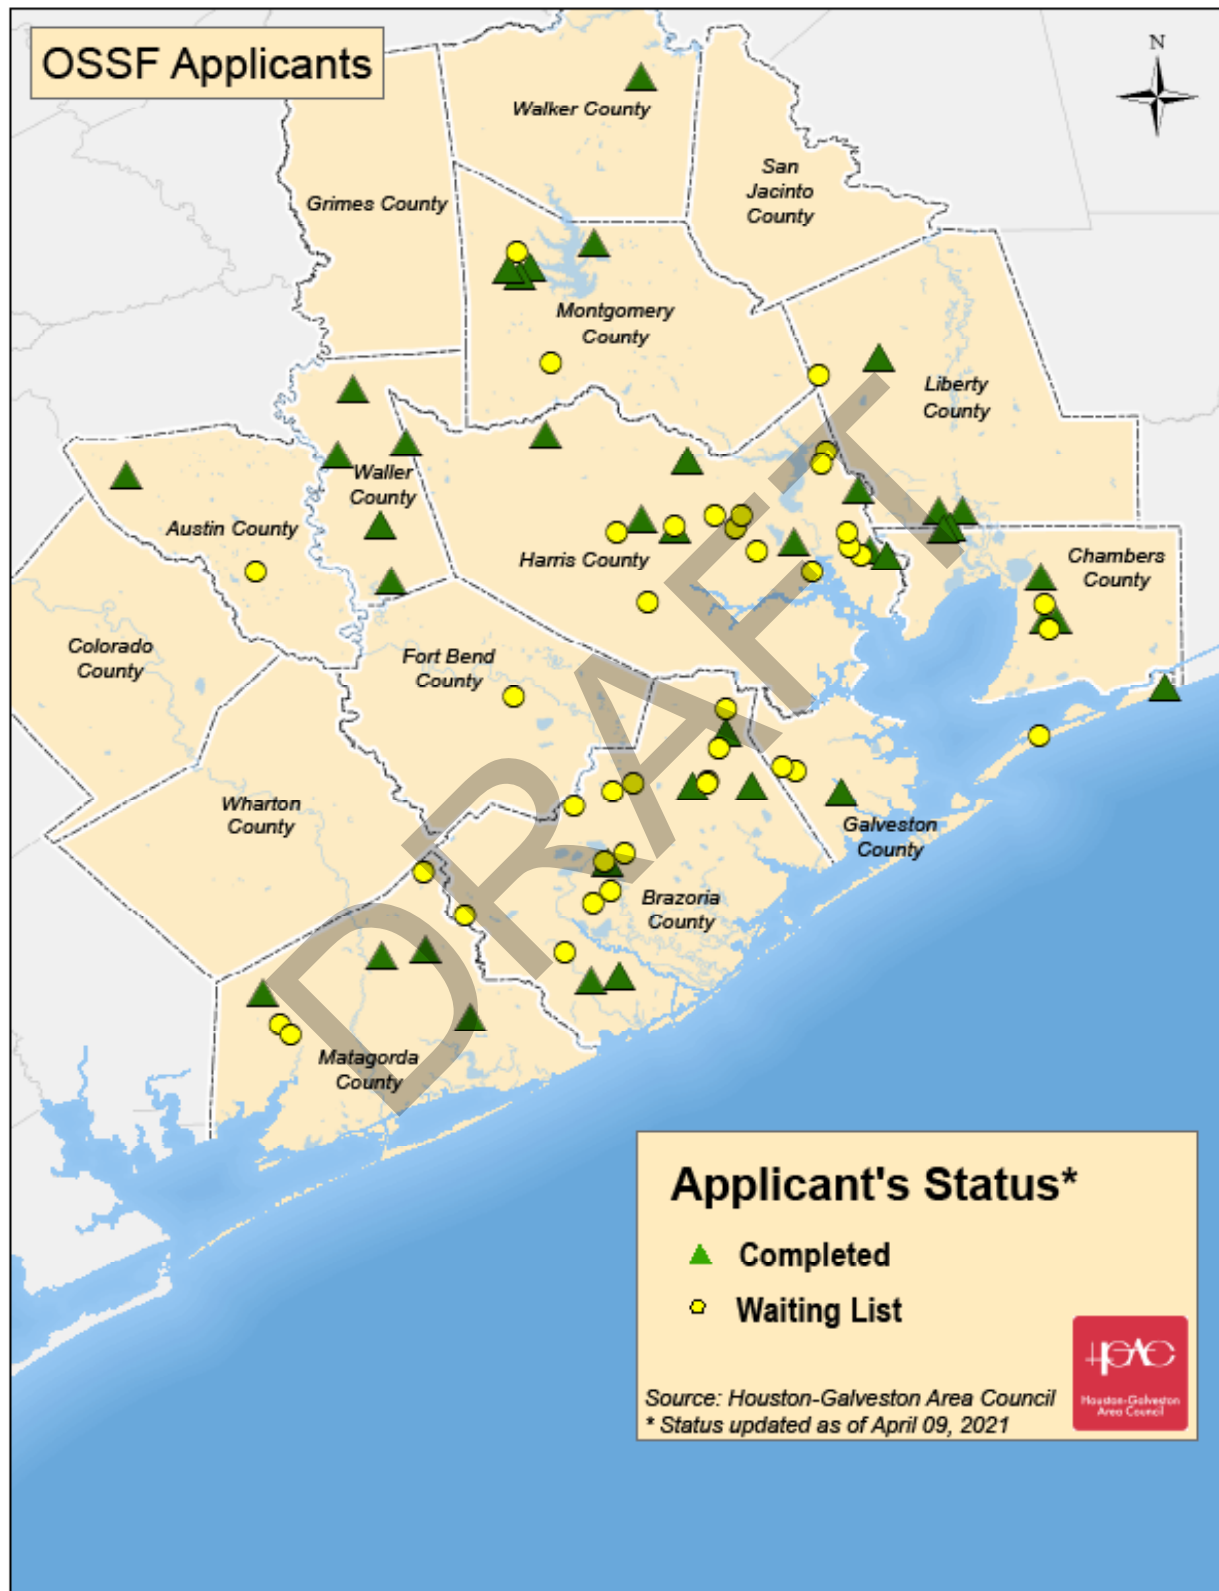 OSSF Applicants
N
Walker County
San
Jacinto
County
Grimes County
Montgomery
County
Liberty
County
Waller
County
Austin County
Harris County
Chambers
County
Colorado
County
Fort Bend
County
Wharton
County
Galveston
County
Brazoria
County
Matagorda
County
DRAFT
Applicant's Status*
Completed
Waiting List
Source: Houston-Galveston Area Council
* Status updated as of April 09, 2021
Houston-Galveston
Area Council